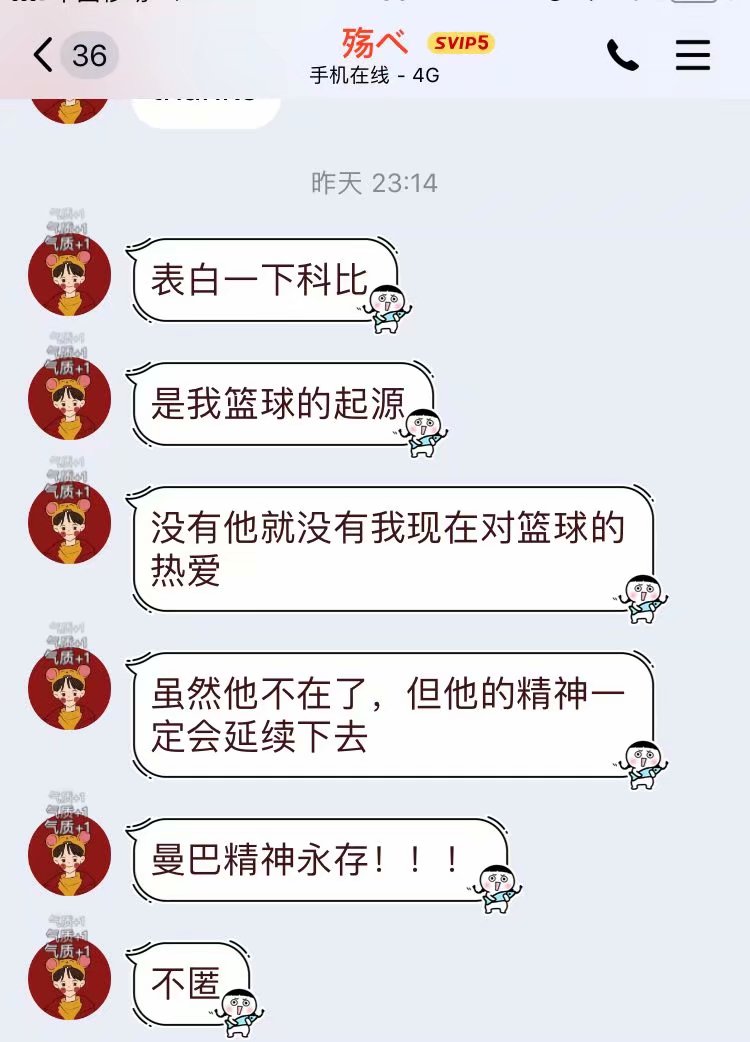 36
殇べ
SVIP5
手机在线 - 4G
昨天 23:14
气质+1
气质+1
气质+1
表白一下科比
气质+1
气质+1
气质+1
是我篮球的起源
气质+1
气质+1
气质+1
没有他就没有我现在对篮球的
热爱
气质+1
气质+1
气质+1
虽然他不在了，但他的精神一
定会延续下去
气质+1
气质+1
气质+1
曼巴精神永存！！！
气质+1
气质+1
气质+1
不匿